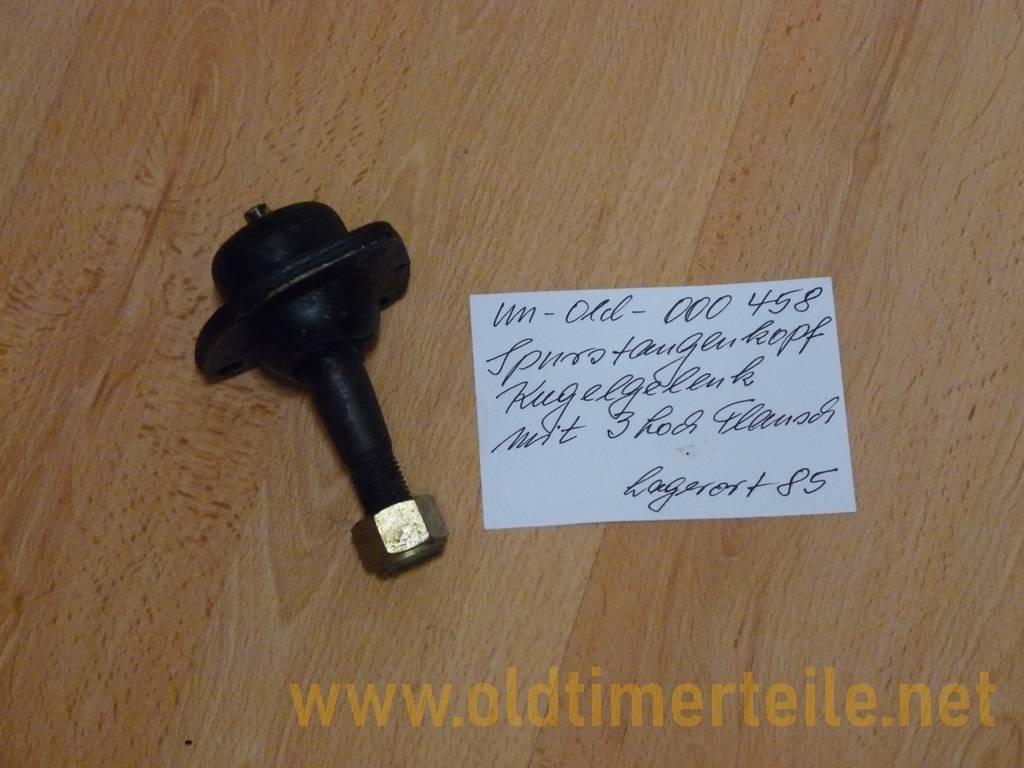 un-Old-000 458
Spurstangenkopf
Kugelgelenk
mit 3 Loch Flansch
Lagerort 85
www.oldtimerteile.net